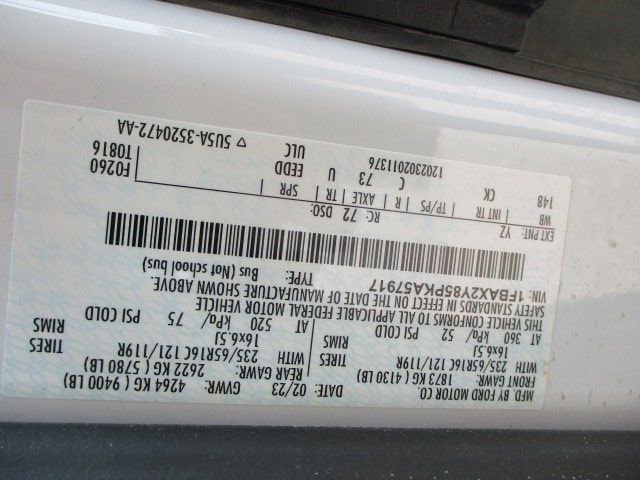 MFD. BY FORD MOTOR CO.
DATE: 02/23 GVWR: 4264 KG ( 9400 LB)
FRONT GAWR: 1873 KG ( 4130 LB) REAR GAWR: 2622 KG ( 5780 LB)
WITH 235/65R16C 121/119R TIRES WITH 235/65R16C 121/119R TIRES
16x6.5J RIMS 16x6.5J RIMS
AT 360 kPa/ 52 PSI COLD AT 520 kPa/ 75 PSI COLD
THIS VEHICLE CONFORMS TO ALL APPLICABLE FEDERAL MOTOR VEHICLE
SAFETY STANDARDS IN EFFECT ON THE DATE OF MANUFACTURE SHOWN ABOVE.
VIN: 1FBAX2Y85PKA57917 TYPE: Bus (Not school bus)
EXT PNT: YZ RC: 72 DSO:
WB INT TR TP/PS R AXLE TR SPR F0260
148 CK C 73 U EEDD T0816
1202302011376 ULC ▽ 5U5A-3520472-AA